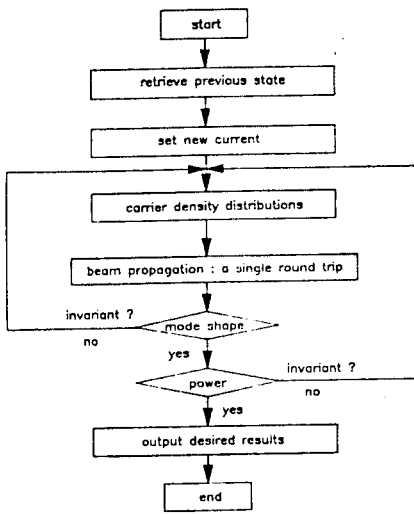 start
retrieve previous state
set new current
carrier density distributions
beam propagation : a single round trip
invariant ?
mode shape
no
yes
invariant ?
power
no
yes
output desired results
end